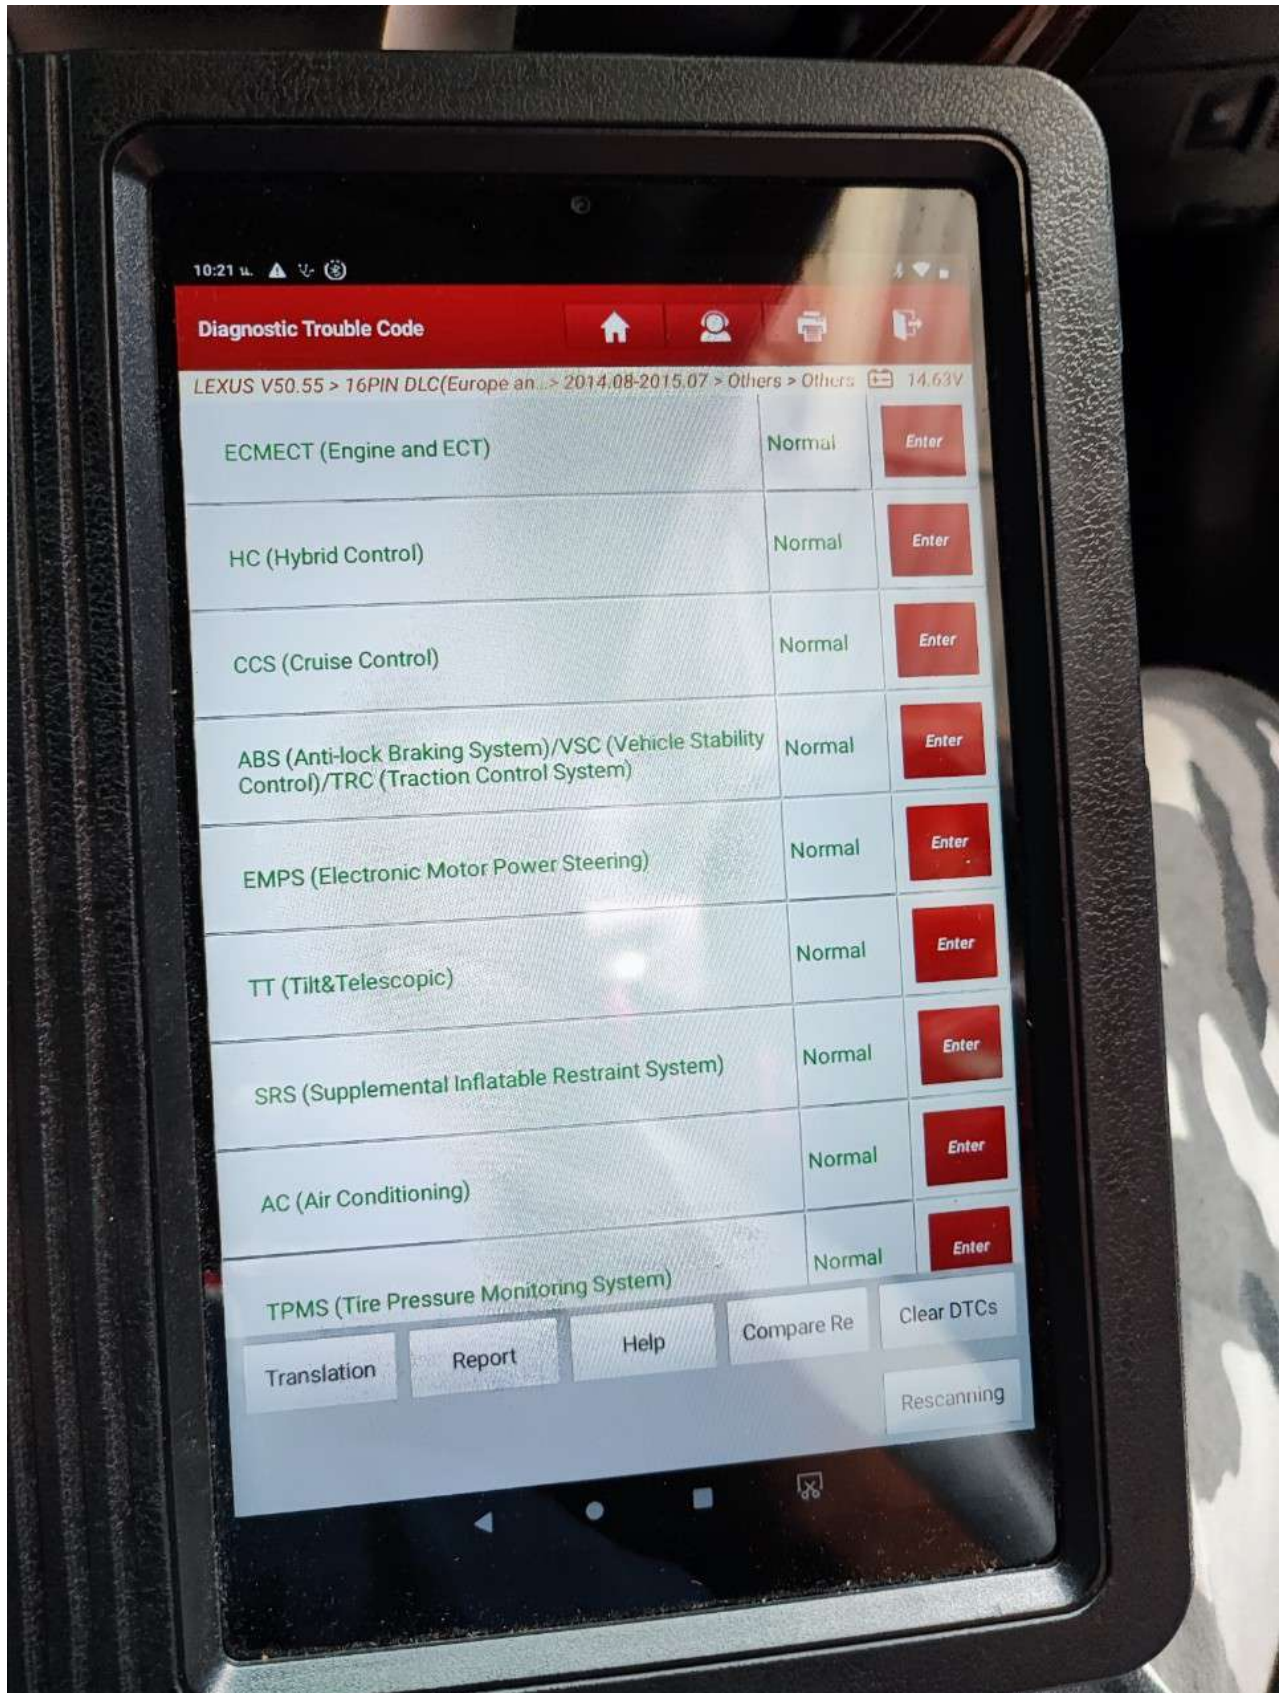 10:21 น.
Diagnostic Trouble Code
LEXUS V50.55 > 16PIN DLC(Europe an...> 2014.08-2015.07 > Others > Others 14.63V
ECMECT (Engine and ECT) Normal Enter
HC (Hybrid Control) Normal Enter
CCS (Cruise Control) Normal Enter
ABS (Anti-lock Braking System)/VSC (Vehicle Stability
Control)/TRC (Traction Control System) Normal Enter
EMPS (Electronic Motor Power Steering) Normal Enter
TT (Tilt&Telescopic) Normal Enter
SRS (Supplemental Inflatable Restraint System) Normal Enter
AC (Air Conditioning) Normal Enter
TPMS (Tire Pressure Monitoring System) Normal Enter
Translation Report Help Compare Re Clear DTCs
Rescanning